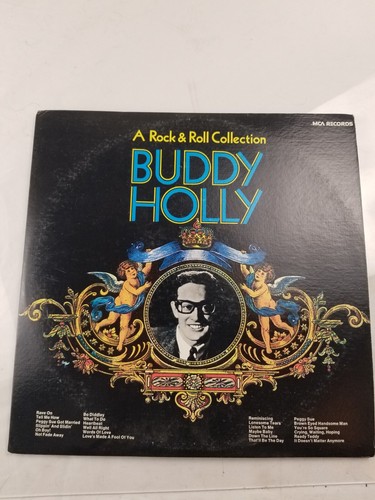 MCA RECORDS
A Rock & Roll Collection
BUDDY
HOLLY
Rave On
Tell Me How
Peggy Sue Got Married
Slippin' And Slidin'
Oh Boy!
Not Fade Away
Bo Diddley
What To Do
Heartbeat
Well All Right
Words Of Love
Love's Made A Fool Of You
Reminiscing
Lonesome Tears
Listen To Me
Maybe Baby
Down The Line
That'll Be The Day
Peggy Sue
Brown Eyed Handsome Man
You're So Square
Crying, Waiting, Hoping
Ready Teddy
It Doesn't Matter Anymore